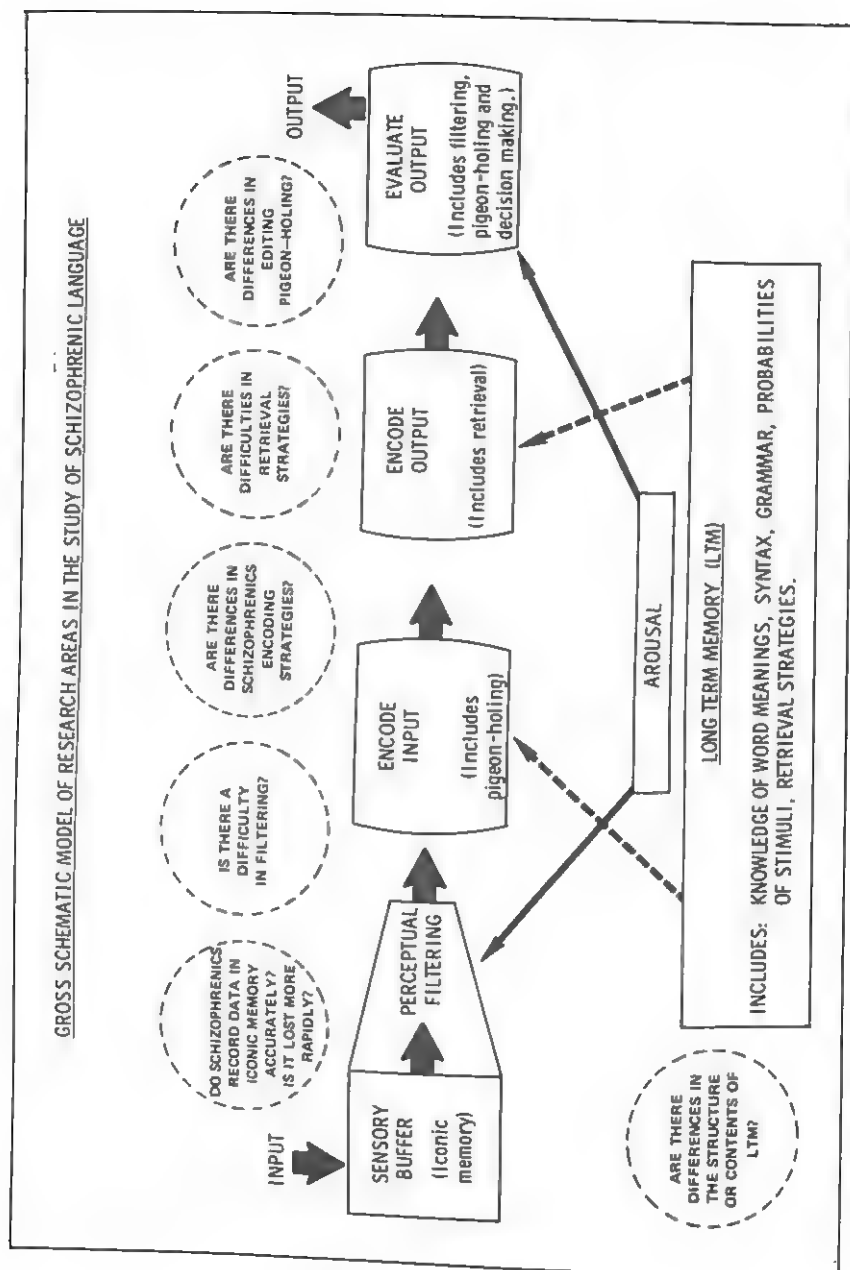 GROSS SCHEMATIC MODEL OF RESEARCH AREAS IN THE STUDY OF SCHIZOPHRENIC LANGUAGE
DO SCHIZOPHRENICS
RECORD DATA IN
ICONIC MEMORY
ACCURATELY?
IS IT LOST MORE
RAPIDLY?
IS THERE A
DIFFICULTY
IN FILTERING?
ARE THERE
DIFFERENCES IN
SCHIZOPHRENICS
ENCODING
STRATEGIES?
ARE THERE
DIFFICULTIES IN
RETRIEVAL
STRATEGIES?
ARE THERE
DIFFERENCES IN
EDITING
PIGEON-HOLING?
INPUT
OUTPUT
SENSORY
BUFFER
(Iconic
memory)
PERCEPTUAL
FILTERING
ENCODE
INPUT
(Includes
pigeon-holing)
ENCODE
OUTPUT
(Includes retrieval)
EVALUATE
OUTPUT
(Includes filtering,
pigeon-holing and
decision making.)
AROUSAL
ARE THERE
DIFFERENCES IN
THE STRUCTURE
OR CONTENTS OF
LTM?
LONG TERM MEMORY (LTM)
INCLUDES: KNOWLEDGE OF WORD MEANINGS, SYNTAX, GRAMMAR, PROBABILITIES
OF STIMULI, RETRIEVAL STRATEGIES.